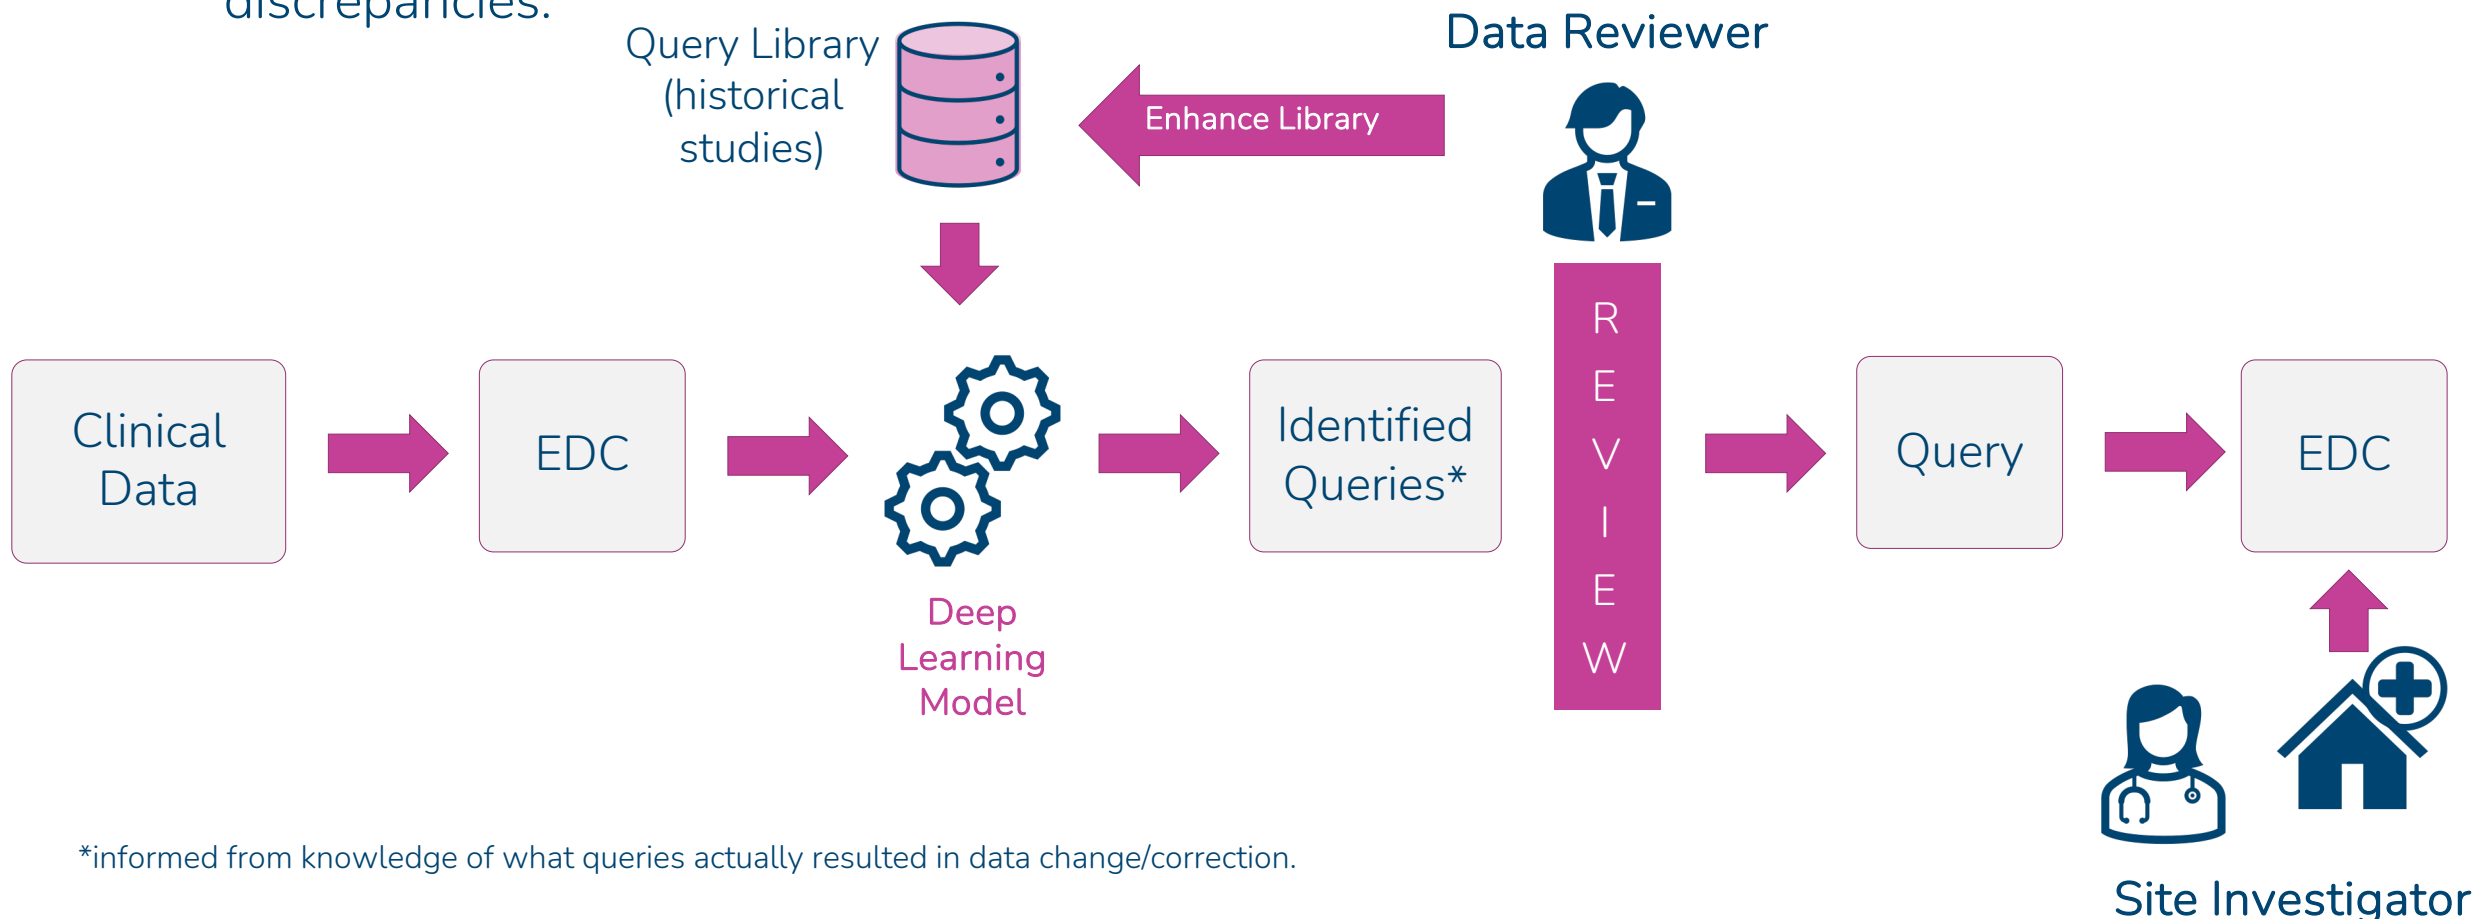 discrepancies.
Query Library
(historical
studies)
Enhance Library
Data Reviewer
Clinical
Data
EDC
Deep
Learning
Model
Identified
Queries*
R
E
V
I
E
W
Query
EDC
Site Investigator
*informed from knowledge of what queries actually resulted in data change/correction.